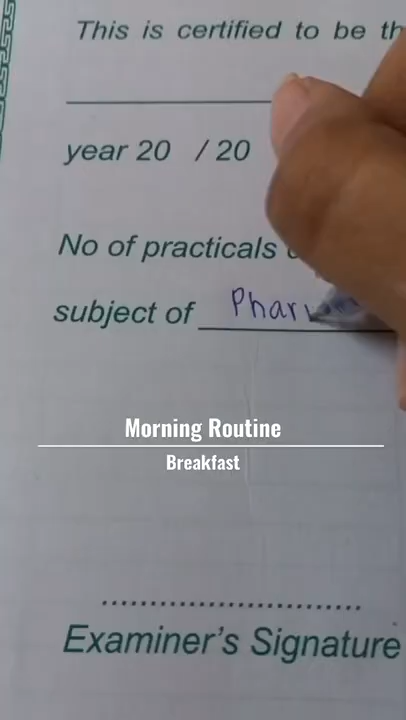 This is certified to be th
year 20 / 20
No of practicals
subject of Phar
Morning Routine
Breakfast
Examiner's Signature